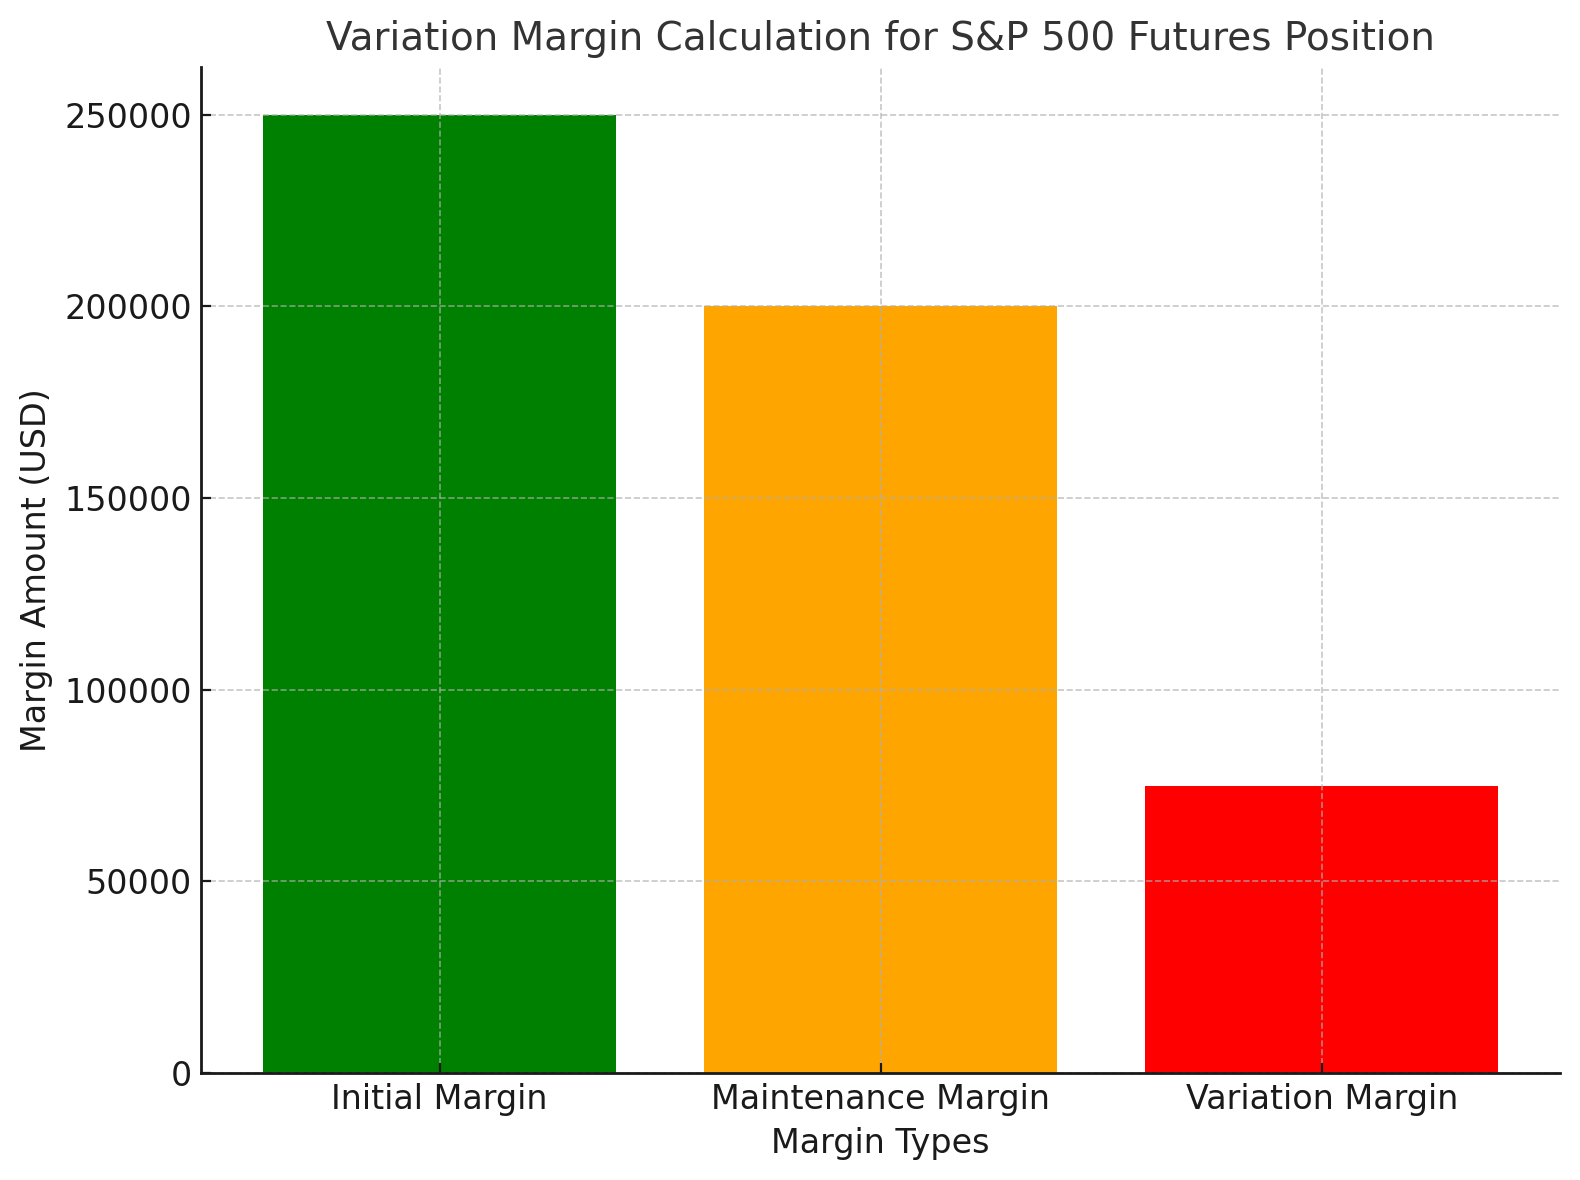 Variation Margin Calculation for S&P 500 Futures Position
Margin Amount (USD)
250000
200000
150000
100000
50000
0
Initial Margin
Maintenance Margin
Variation Margin
Margin Types